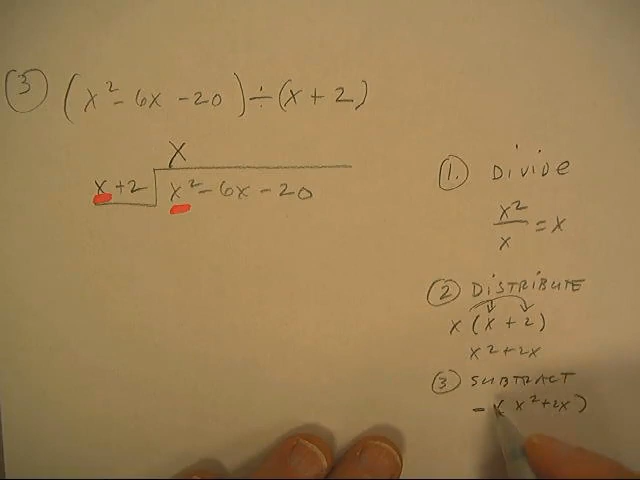 3 (x² - 6x - 20) ÷ (x + 2)
x
x + 2 x² - 6x - 20
1. Divide
x²/x = x
2 Distribute
x (x + 2)
x² + 2x
3 Subtract
- (x² + 2x)